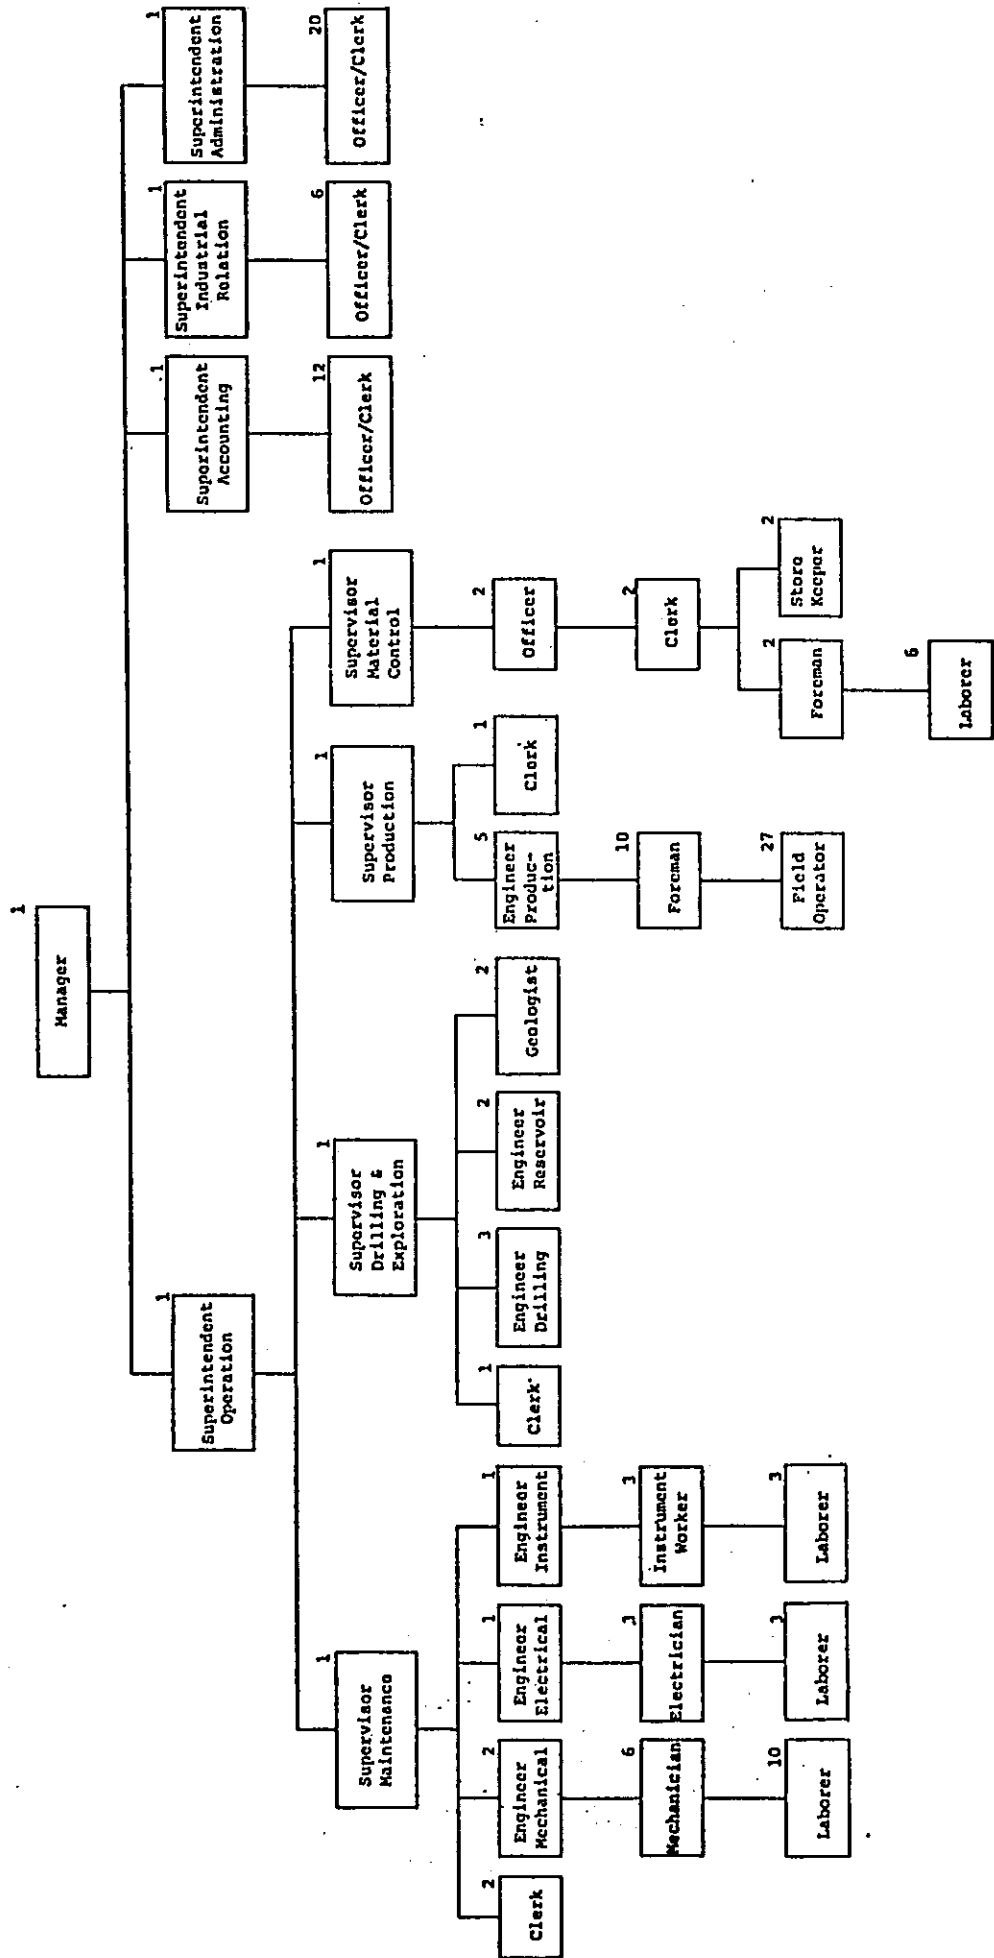 1
Manager
1
Superintendent
Operation
1
Superintendent
Accounting
1
Superintendent
Industrial
Rolation
1
Superintendent
Administration
1
Supervisor
Maintenance
1
Supervisor
Drilling &
Exploration
1
Supervisor
Production
1
Supervisor
Material
Control
12
Officer/Clerk
6
Officer/Clerk
20
Officer/Clerk
2
Clerk
2
Engineer
Mechanical
1
Engineer
Electrical
1
Engineer
Instrument
1
Clerk
3
Engineer
Drilling
2
Engineer
Reservoir
2
Geologist
5
Engineer
Produc-
tion
1
Clerk
2
Officer
6
Mechanician
3
Electrician
3
Instrument
Worker
10
Foreman
2
Clerk
10
Laborer
3
Laborer
3
Laborer
27
Field
Operator
2
Foreman
2
Store
Keeper
6
Laborer